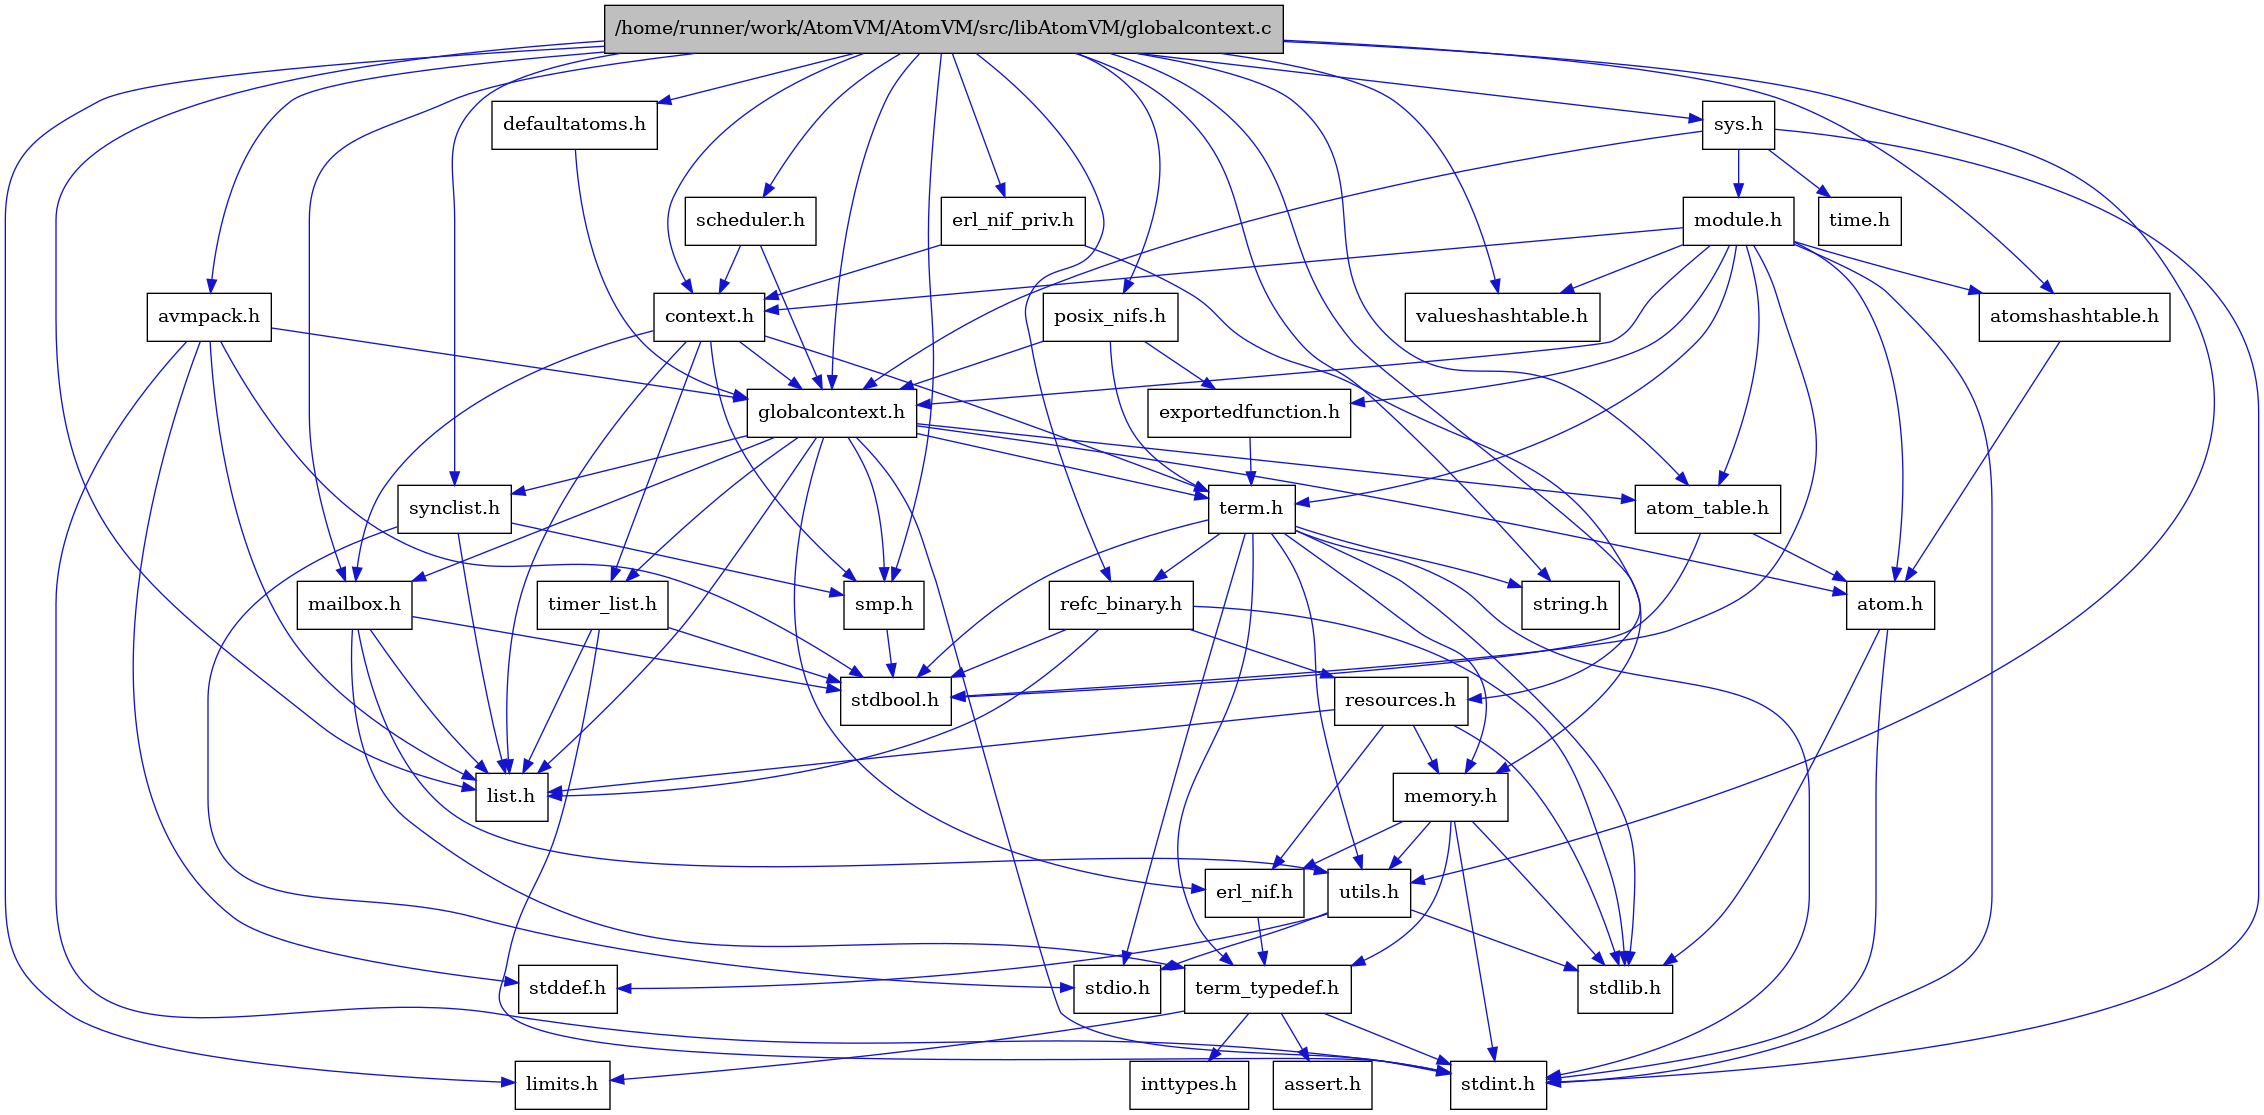 /home/runner/work/AtomVM/AtomVM/src/libAtomVM/globalcontext.c
defaultatoms.h
sys.h
scheduler.h
erl_nif_priv.h
module.h
time.h
avmpack.h
context.h
posix_nifs.h
valueshashtable.h
atomshashtable.h
globalcontext.h
exportedfunction.h
synclist.h
term.h
atom_table.h
mailbox.h
timer_list.h
smp.h
refc_binary.h
string.h
atom.h
stdbool.h
resources.h
list.h
memory.h
erl_nif.h
utils.h
stddef.h
stdio.h
term_typedef.h
stdlib.h
limits.h
inttypes.h
assert.h
stdint.h